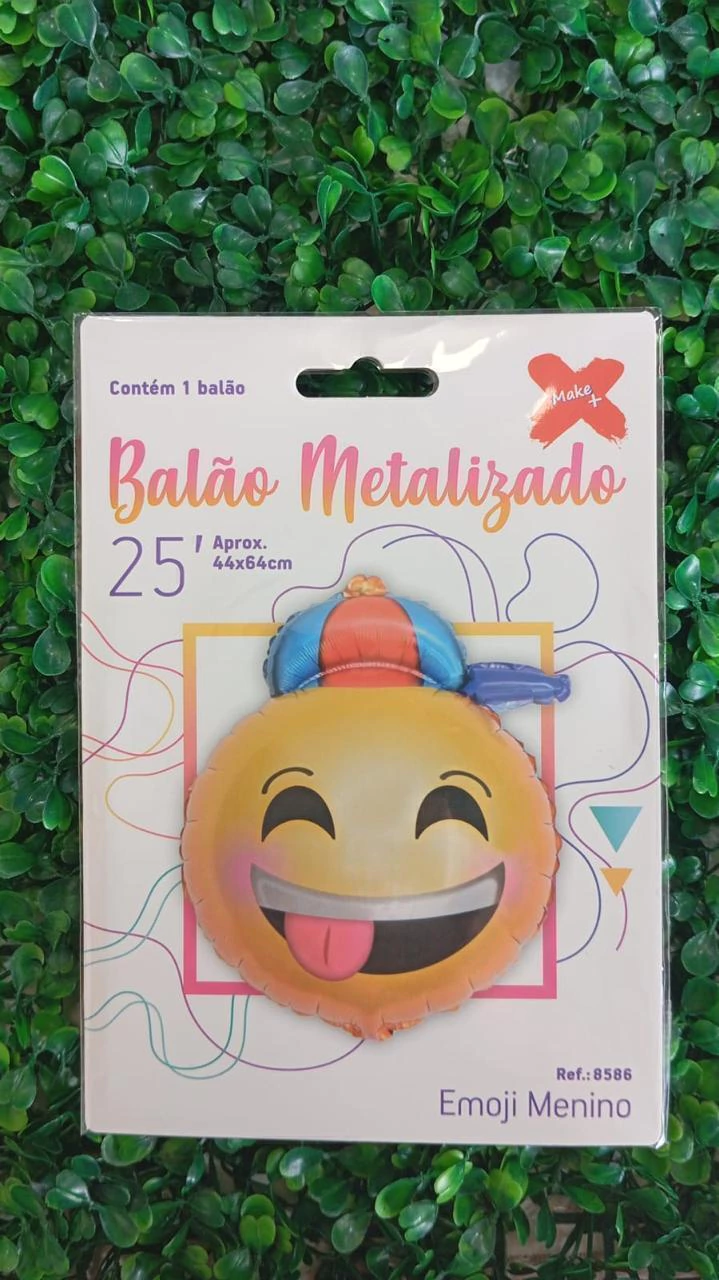 Contém 1 balão
Make
+
Balão Metalizado
25'
Aprox.
44x64cm
Ref.: 8586
Emoji Menino